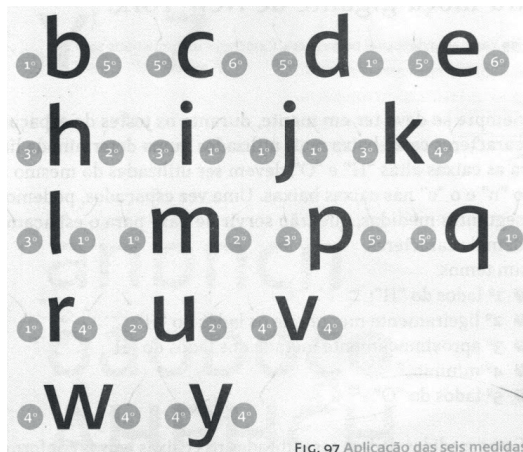 1º b 5º 5º c 6º 5º d 1º 5º e 6º
3º h 2º 3º i 1º 1º j 1º 3º k 4º
3º l 1º 1º m 2º 3º p 5º 5º q 1º
1º r 4º 2º u 2º 4º v 4º
4º w 4º 4º y 4º
FIG. 97 Aplicação das seis medidas